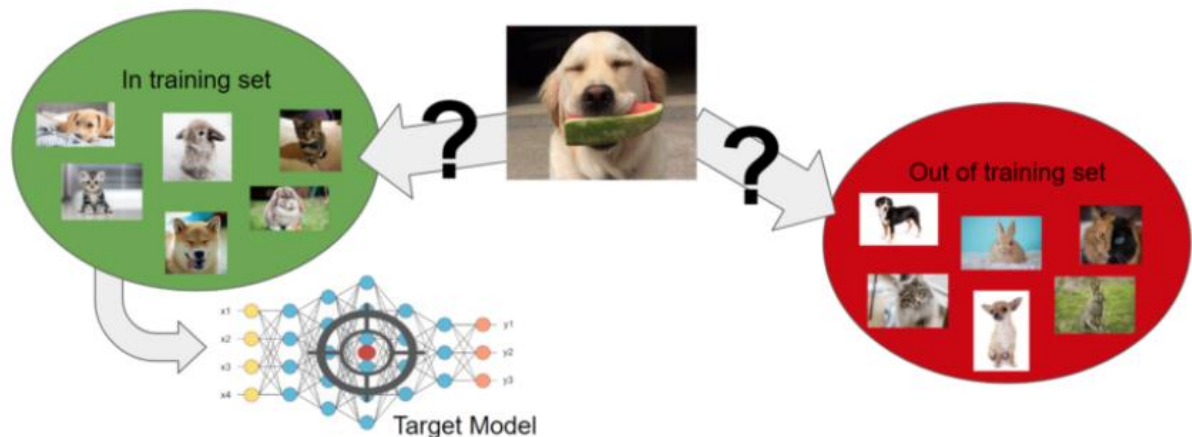 In training set
?
?
Out of training set
x1
x2
x3
x4
y1
y2
y3
Target Model